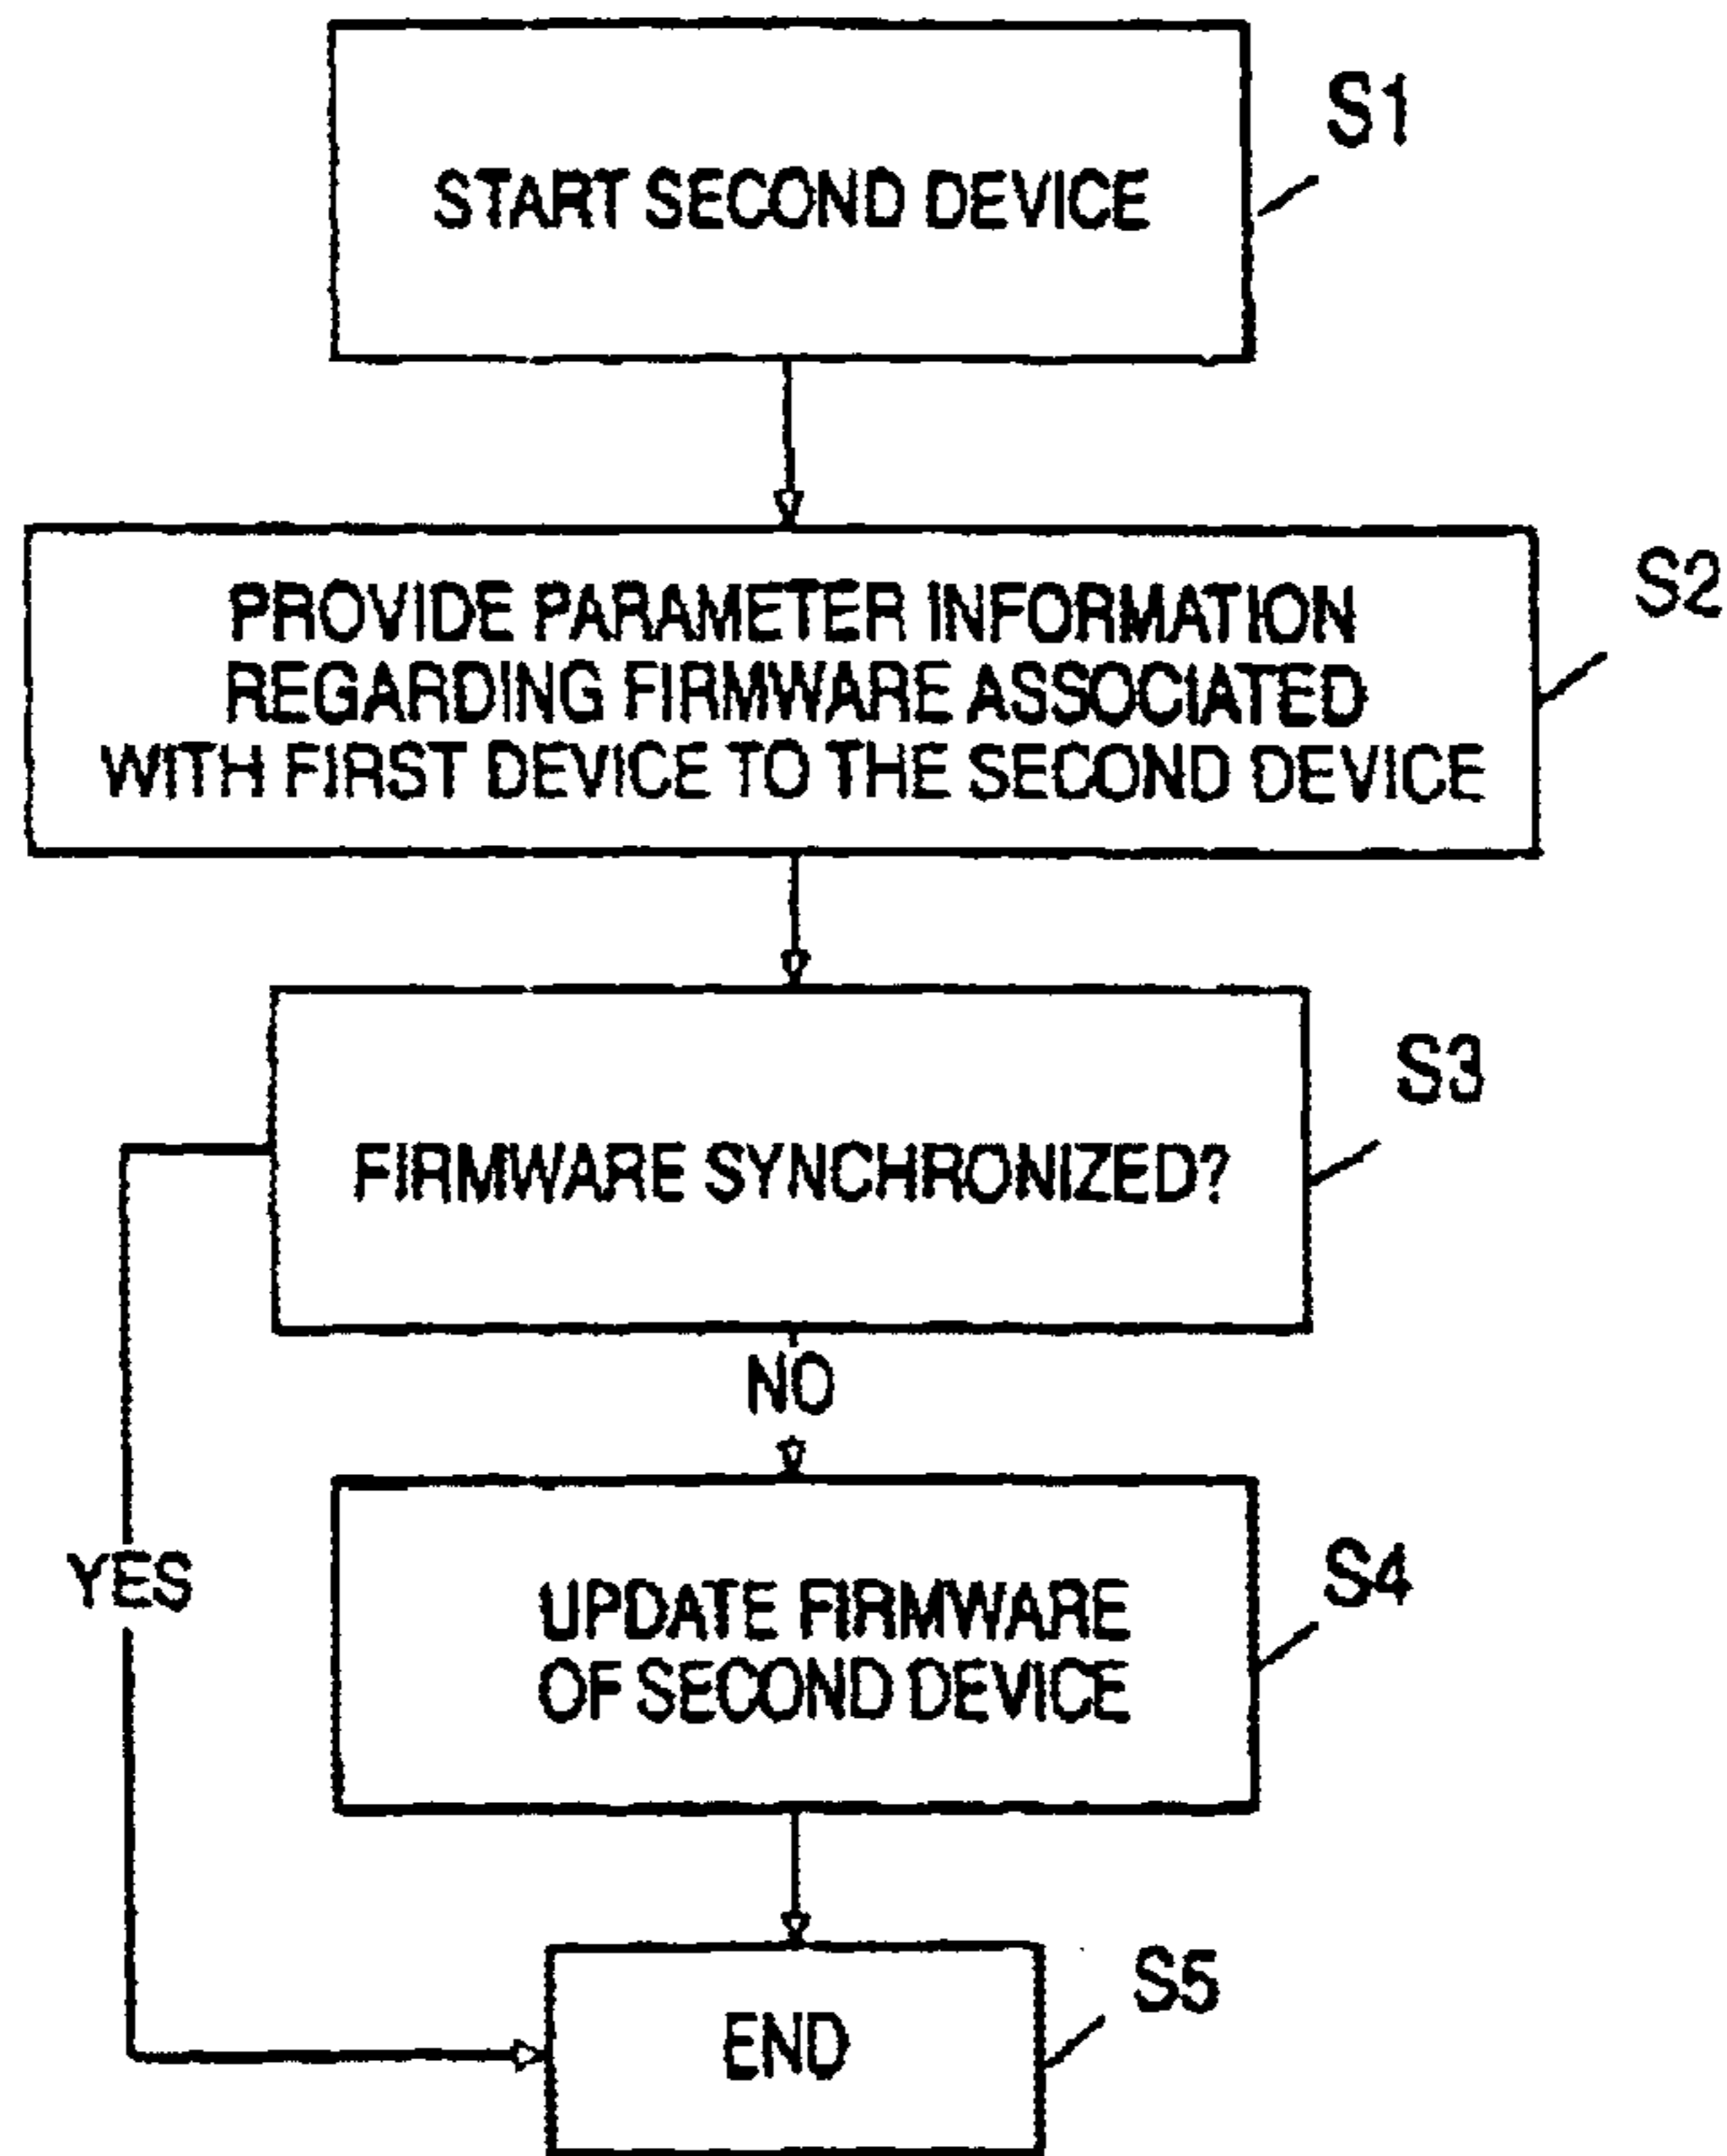 START SECOND DEVICE
S1
PROVIDE PARAMETER INFORMATION
REGARDING FIRMWARE ASSOCIATED
WITH FIRST DEVICE TO THE SECOND DEVICE
S2
FIRMWARE SYNCHRONIZED?
S3
NO
YES
UPDATE FIRMWARE
OF SECOND DEVICE
S4
END
S5